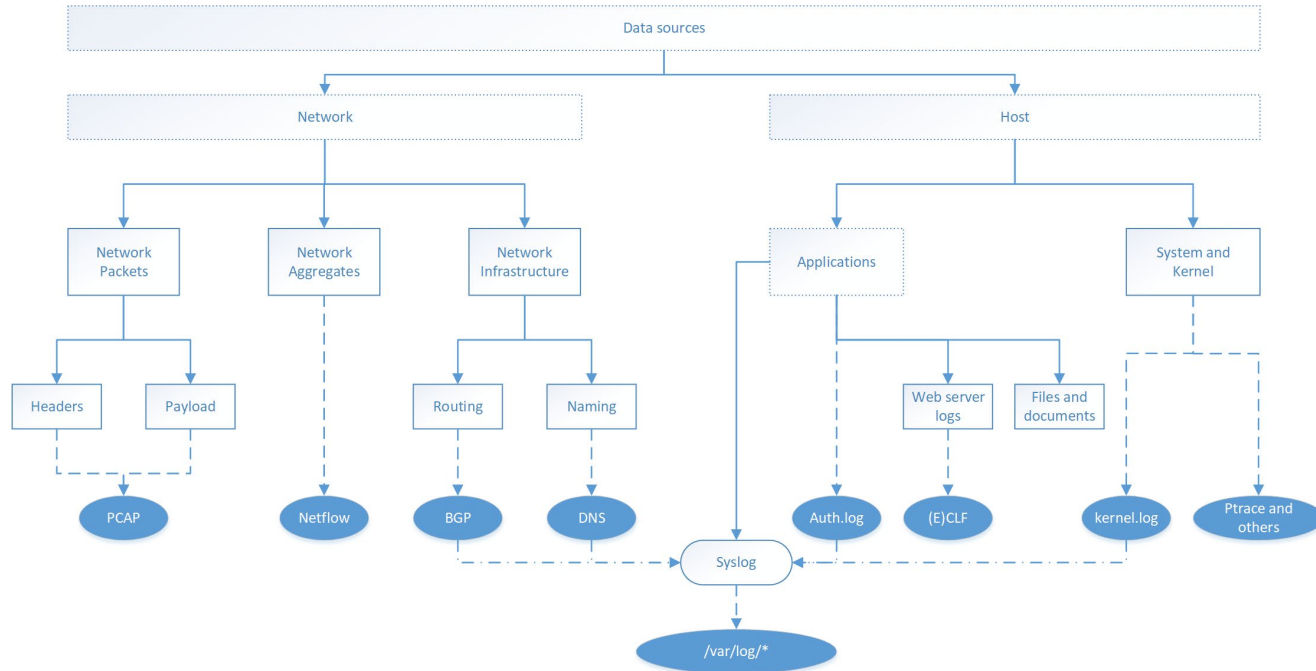 Data sources
Network
Host
Network
Packets
Network
Aggregates
Network
Infrastructure
Applications
System and
Kernel
Headers
Payload
Routing
Naming
Web server
logs
Files and
documents
PCAP
Netflow
BGP
DNS
Auth.log
(E)CLF
kernel.log
Ptrace and
others
Syslog
/var/log/*